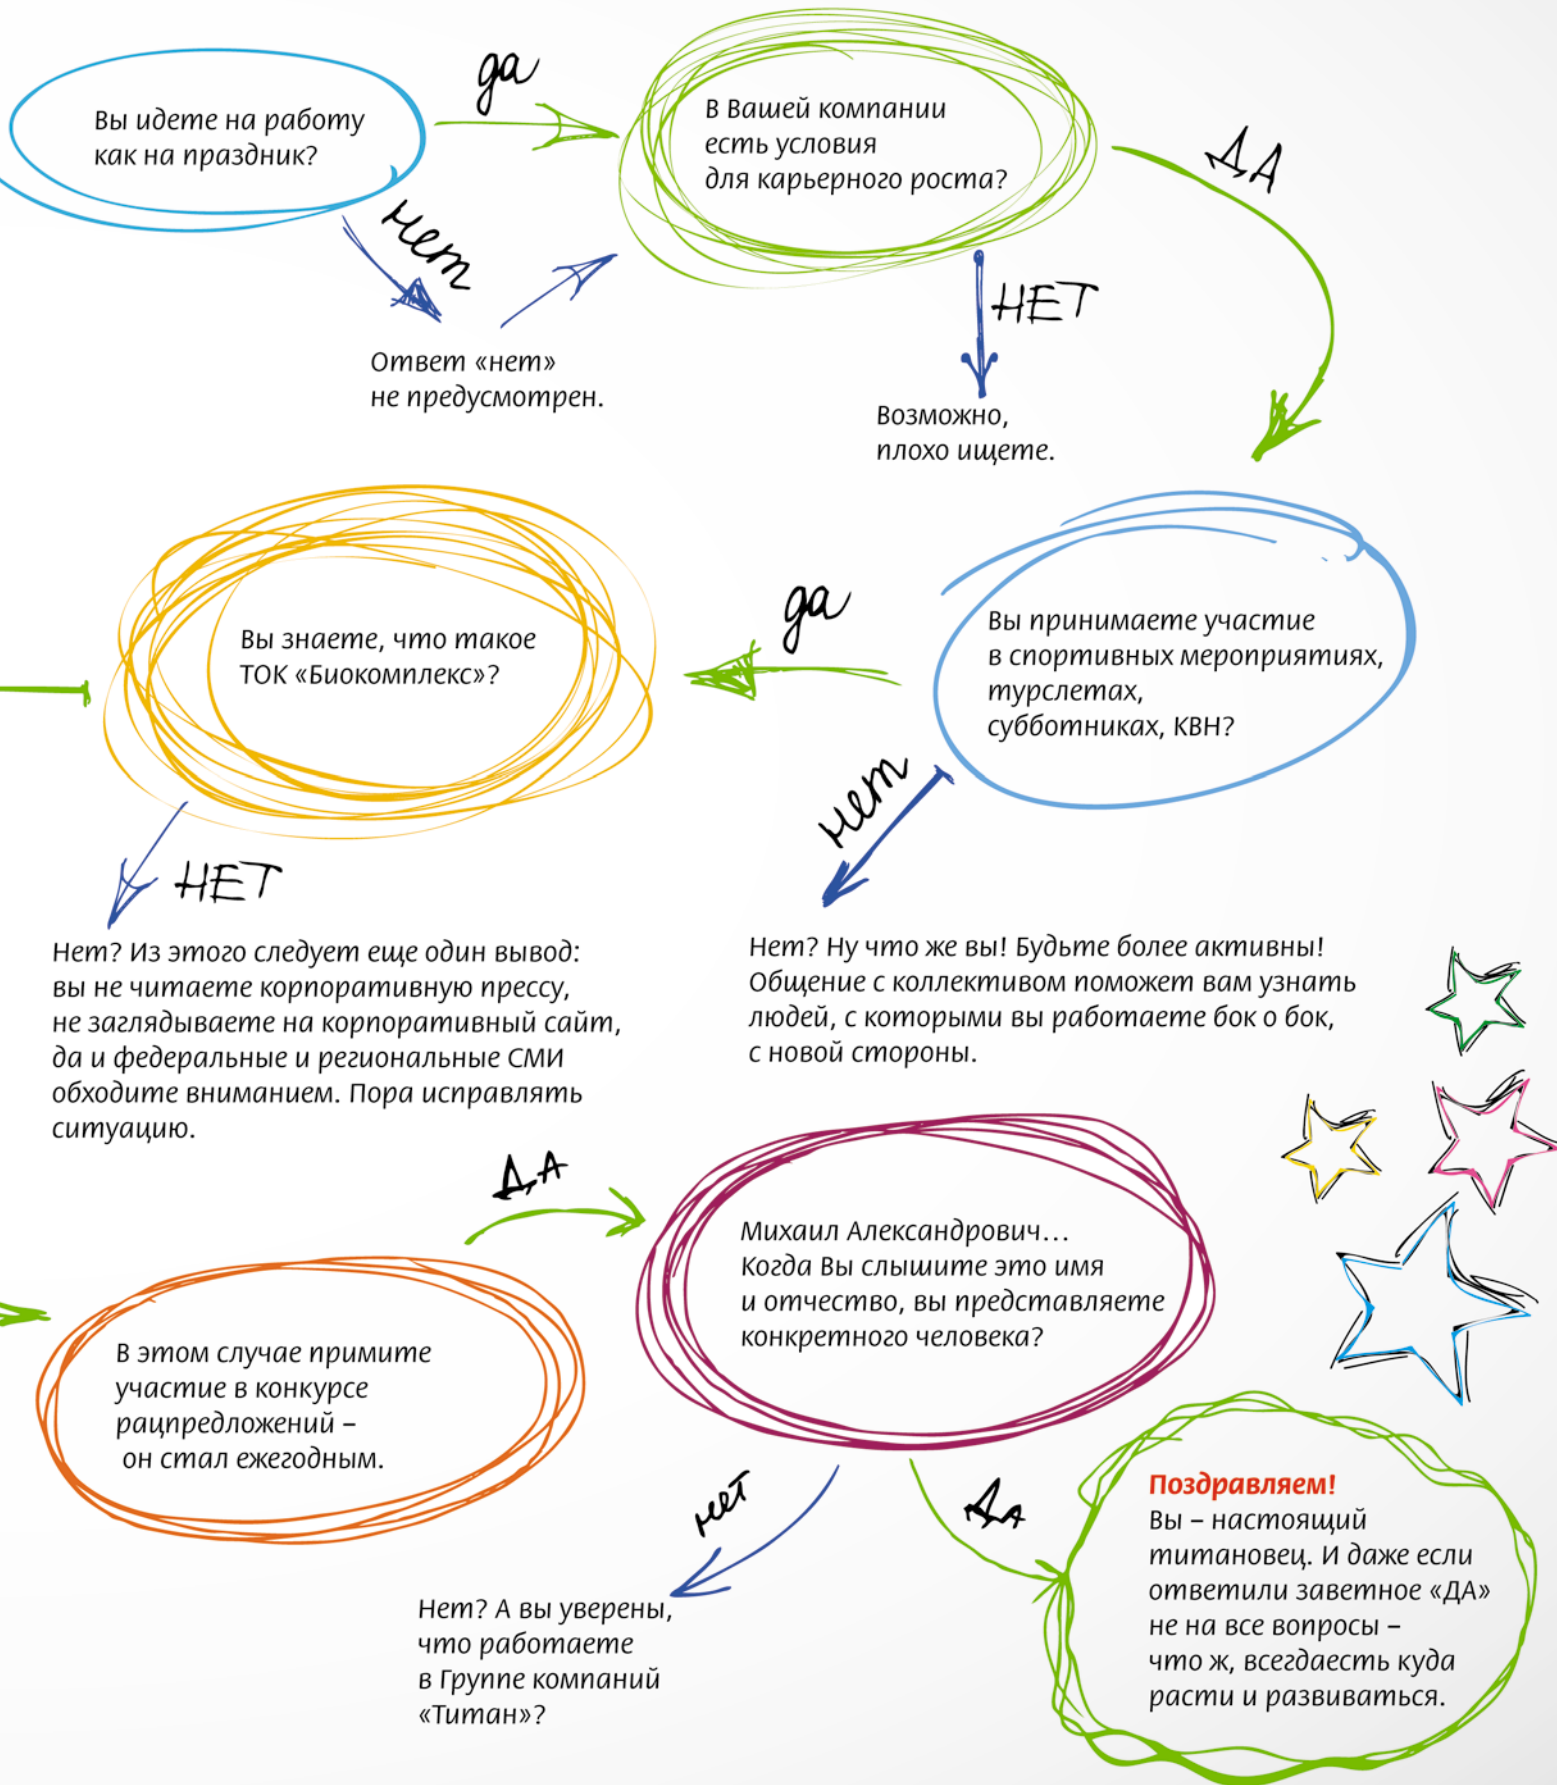 Вы идете на работу
как на праздник?
да
В Вашей компании
есть условия
для карьерного роста?
ДА
нет
Ответ «нет»
не предусмотрен.
НЕТ
Возможно,
плохо ищете.
Вы принимаете участие
в спортивных мероприятиях,
турслетах,
субботниках, КВН?
да
Вы знаете, что такое
ТОК «Биокомплекс»?
нет
Нет? Ну что же вы! Будьте более активны!
Общение с коллективом поможет вам узнать
людей, с которыми вы работаете бок о бок,
с новой стороны.
НЕТ
Нет? Из этого следует еще один вывод:
вы не читаете корпоративную прессу,
не заглядываете на корпоративный сайт,
да и федеральные и региональные СМИ
обходите вниманием. Пора исправлять
ситуацию.
В этом случае примите
участие в конкурсе
рацпредложений –
он стал ежегодным.
ДА
Михаил Александрович...
Когда Вы слышите это имя
и отчество, вы представляете
конкретного человека?
нет
Нет? А вы уверены,
что работаете
в Группе компаний
«Титан»?
ДА
Поздравляем!
Вы – настоящий
титановец. И даже если
ответили заветное «ДА»
не на все вопросы –
что ж, всегдаесть куда
расти и развиваться.